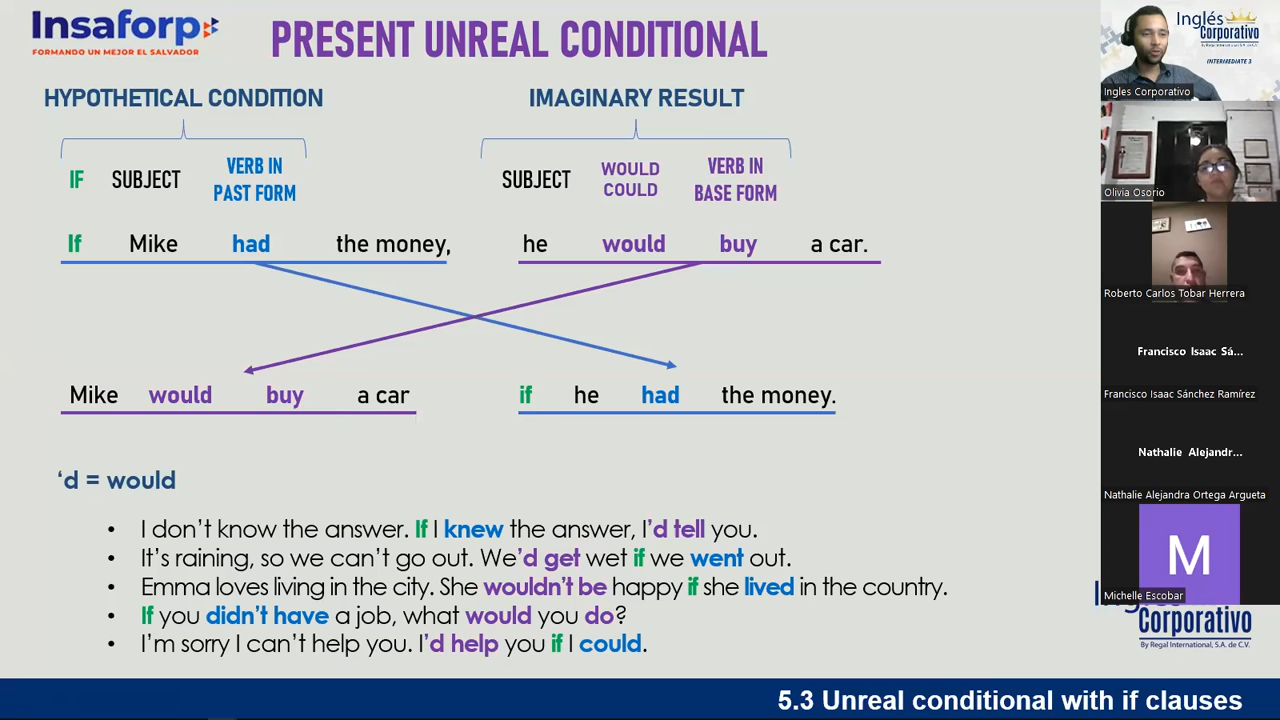 Insaforp
FORMANDO UN MEJOR EL SALVADOR
PRESENT UNREAL CONDITIONAL
HYPOTHETICAL CONDITION
IMAGINARY RESULT
IF SUBJECT VERB IN PAST FORM
SUBJECT WOULD COULD VERB IN BASE FORM
If Mike had the money, he would buy a car.
Mike would buy a car if he had the money.
‘d = would
• I don’t know the answer. If I knew the answer, I’d tell you.
• It’s raining, so we can’t go out. We’d get wet if we went out.
• Emma loves living in the city. She wouldn’t be happy if she lived in the country.
• If you didn’t have a job, what would you do?
• I’m sorry I can’t help you. I’d help you if I could.
5.3 Unreal conditional with if clauses
Inglés
Corporativo
By Regal International, S.A. de C.V.
INTERMEDIATE 3
Ingles Corporativo
Olivia Osorio
Roberto Carlos Tobar Herrera
Francisco Isaac Sá...
Francisco Isaac Sánchez Ramírez
Nathalie Alejandr...
Nathalie Alejandra Ortega Argueta
M
Michelle Escobar
Corporativo
By Regal International, S.A. de C.V.